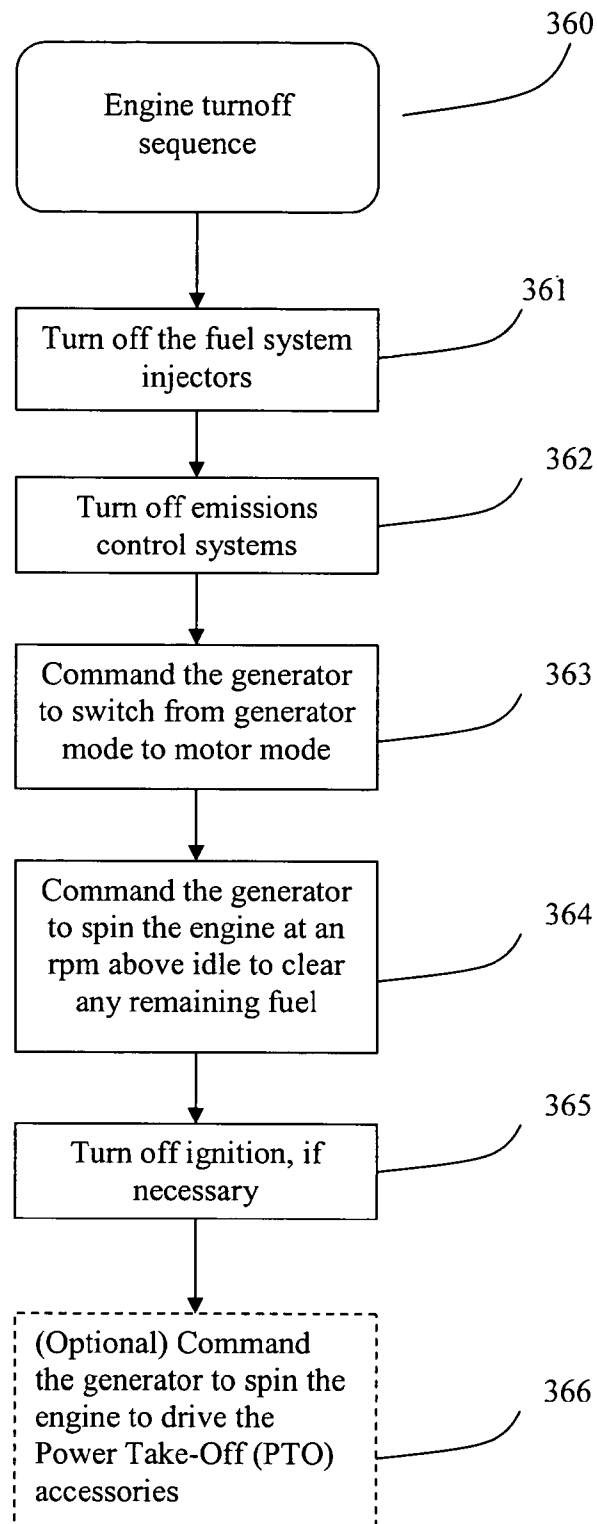 360
Engine turnoff
sequence
361
Turn off the fuel system
injectors
362
Turn off emissions
control systems
363
Command the generator
to switch from generator
mode to motor mode
364
Command the generator
to spin the engine at an
rpm above idle to clear
any remaining fuel
365
Turn off ignition, if
necessary
366
(Optional) Command
the generator to spin the
engine to drive the
Power Take-Off (PTO)
accessories